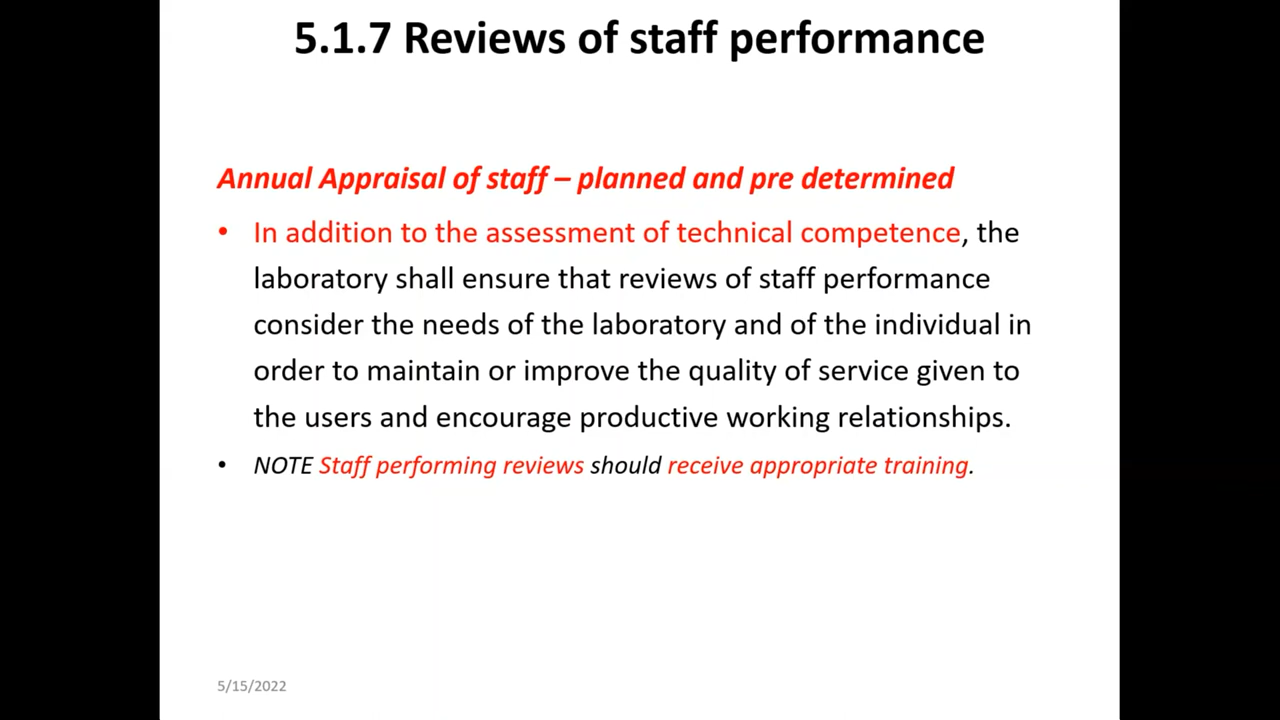 5.1.7 Reviews of staff performance
Annual Appraisal of staff – planned and pre determined
• In addition to the assessment of technical competence, the
laboratory shall ensure that reviews of staff performance
consider the needs of the laboratory and of the individual in
order to maintain or improve the quality of service given to
the users and encourage productive working relationships.
• NOTE Staff performing reviews should receive appropriate training.
5/15/2022